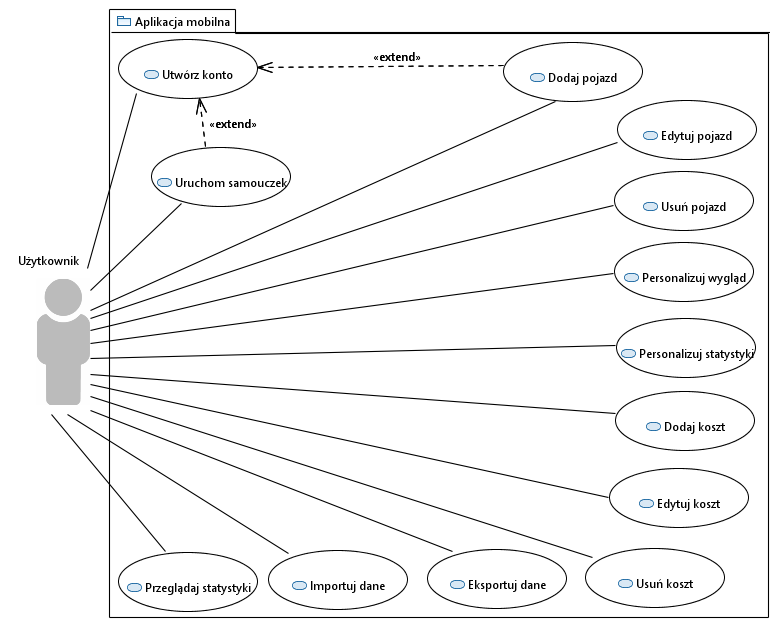 Aplikacja mobilna
Utwórz konto
«extend»
Dodaj pojazd
«extend»
Edytuj pojazd
Uruchom samouczek
Usuń pojazd
Użytkownik
Personalizuj wygląd
Personalizuj statystyki
Dodaj koszt
Edytuj koszt
Przeglądaj statystyki
Importuj dane
Eksportuj dane
Usuń koszt